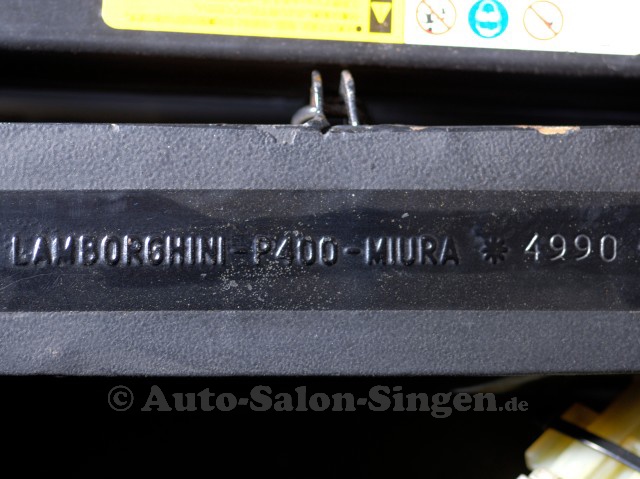 LAMBORGHINI-P400-MIURA * 4990
© Auto-Salon-Singen.de